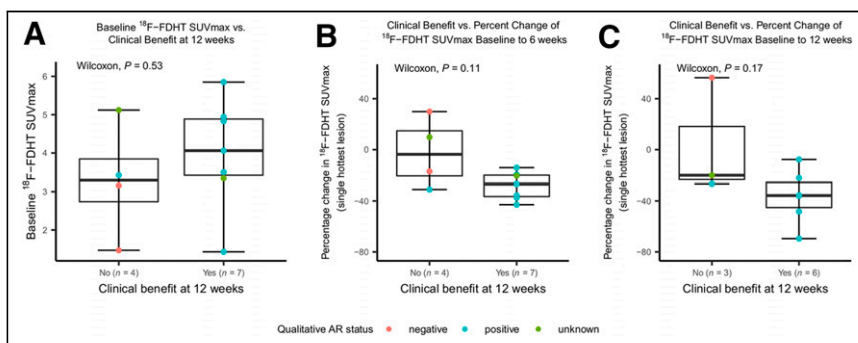 A
Baseline ¹⁸F−FDHT SUVmax vs.
Clinical Benefit at 12 weeks
Wilcoxon, P = 0.53
Baseline ¹⁸F−FDHT SUVmax
6
5
4
3
2
No (n = 4)
Yes (n = 7)
Clinical benefit at 12 weeks
B
Clinical Benefit vs. Percent Change of
¹⁸F−FDHT SUVmax Baseline to 6 weeks
Wilcoxon, P = 0.11
Percentage change in ¹⁸F−FDHT SUVmax
(single hottest lesion)
40
0
−40
−80
No (n = 4)
Yes (n = 7)
Clinical benefit at 12 weeks
C
Clinical Benefit vs. Percent Change of
¹⁸F−FDHT SUVmax Baseline to 12 weeks
Wilcoxon, P = 0.17
Percentage change in ¹⁸F−FDHT SUVmax
(single hottest lesion)
40
0
−40
−80
No (n = 3)
Yes (n = 6)
Clinical benefit at 12 weeks
Qualitative AR status negative positive unknown